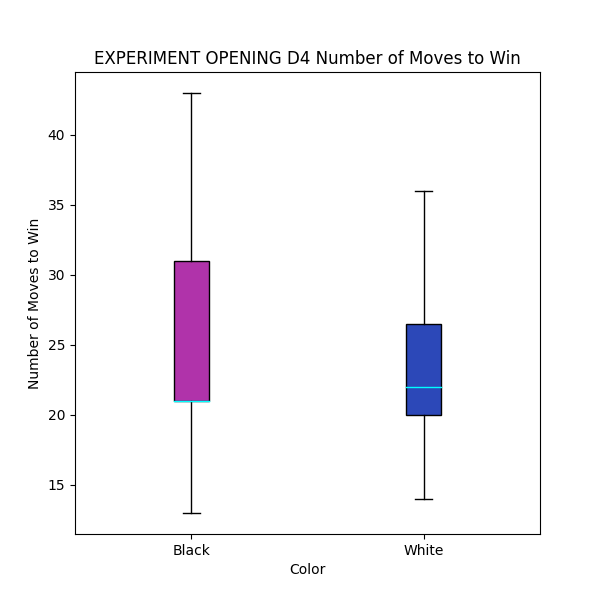 EXPERIMENT OPENING D4 Number of Moves to Win
40
35
30
25
20
15
Number of Moves to Win
Black
White
Color